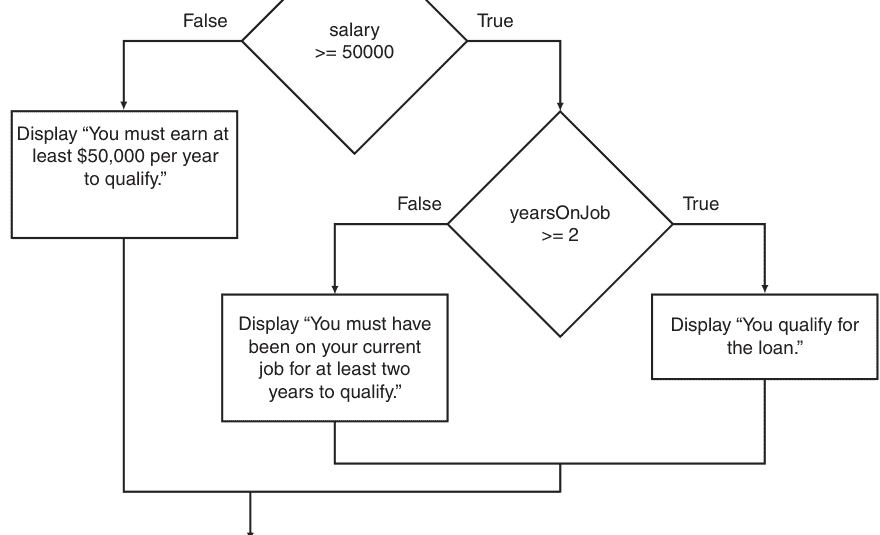 False
True
salary
>= 50000
Display “You must earn at
least $50,000 per year
to qualify.”
False
True
yearsOnJob
>= 2
Display “You must have
been on your current
job for at least two
years to qualify.”
Display “You qualify for
the loan.”